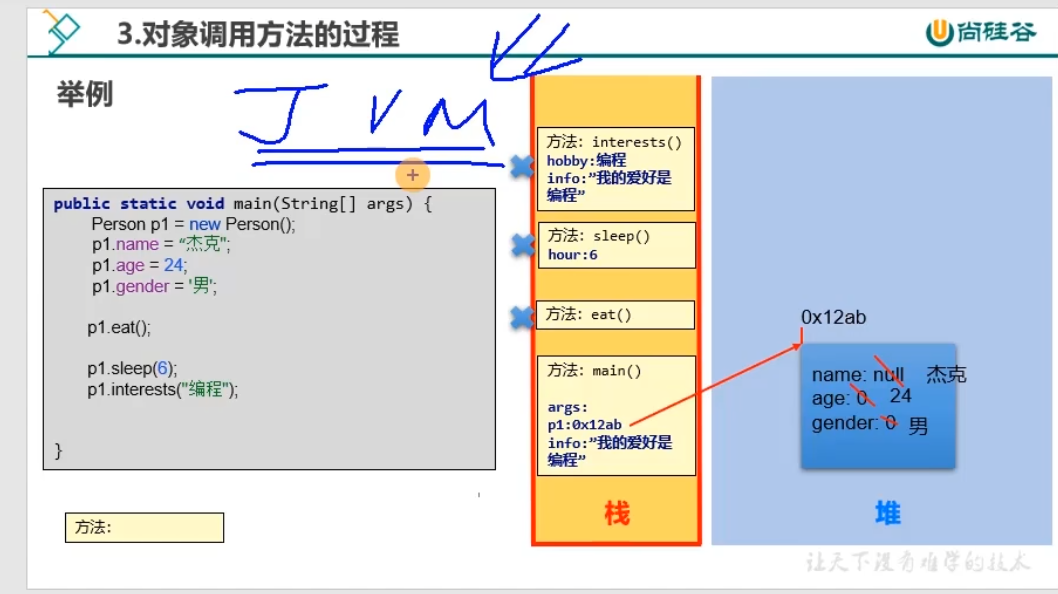 3.对象调用方法的过程
尚硅谷
举例
JVM
public static void main(String[] args) {
Person p1 = new Person();
p1.name = “杰克";
p1.age = 24;
p1.gender = '男';
p1.eat();
p1.sleep(6);
p1.interests("编程");
}
方法:
方法: interests()
hobby:编程
info:”我的爱好是
编程”
方法: sleep()
hour:6
方法: eat()
方法: main()
args:
p1:0x12ab
info:”我的爱好是
编程”
栈
0x12ab
name: null 杰克
age: 0 24
gender: 0 男
堆
让天下没有难学的技术